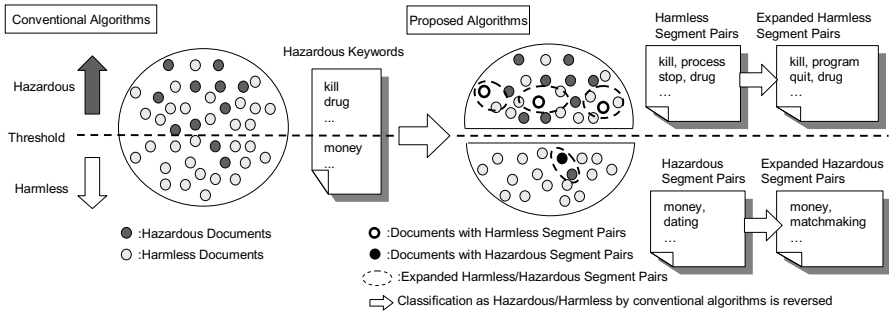 Conventional Algorithms
Hazardous
Threshold
Harmless
Hazardous Keywords
kill
drug
...
money
...
Proposed Algorithms
Harmless
Segment Pairs
kill, process
stop, drug
…
Expanded Harmless
Segment Pairs
kill, program
quit, drug
…
Hazardous
Segment Pairs
money,
dating
…
Expanded Hazardous
Segment Pairs
money,
matchmaking
…
:Hazardous Documents
:Harmless Documents
:Documents with Harmless Segment Pairs
:Documents with Hazardous Segment Pairs
:Expanded Harmless/Hazardous Segment Pairs
Classification as Hazardous/Harmless by conventional algorithms is reversed